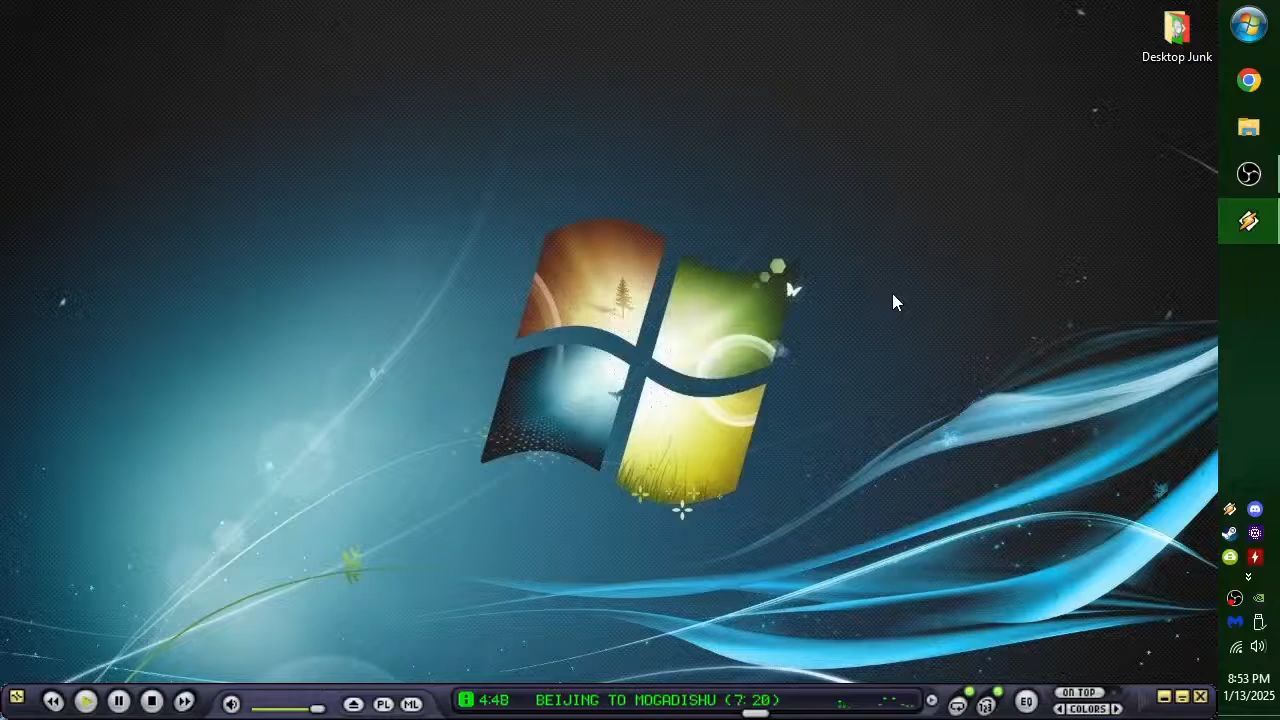 Desktop Junk
8:53 PM
1/13/2025
4:48 BEIJING TO MOGADISHU (7:20)
PL
ML
EQ
ON TOP
COLORS